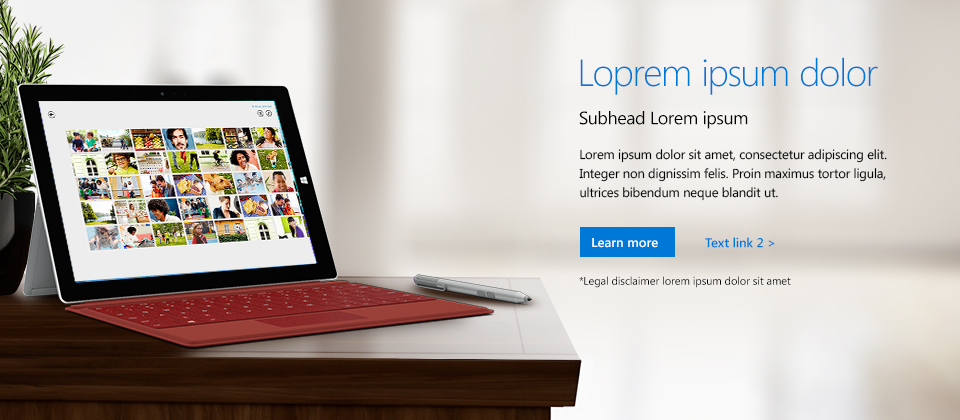 Loprem ipsum dolor
Subhead Lorem ipsum
Lorem ipsum dolor sit amet, consectetur adipiscing elit.
Integer non dignissim felis. Proin maximus tortor ligula,
ultrices bibendum neque blandit ut.
Learn more
Text link 2 >
*Legal disclaimer lorem ipsum dolor sit amet